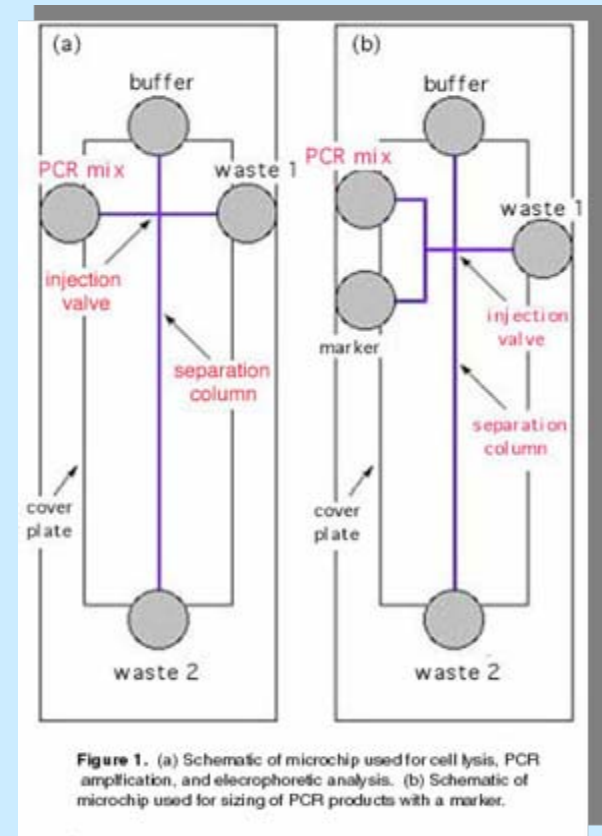 (a)
buffer
PCR mix
waste 1
injection
valve
separation
column
cover
plate
waste 2
(b)
buffer
PCR mix
waste 1
marker
injection
valve
separation
column
cover
plate
waste 2
Figure 1. (a) Schematic of microchip used for cell lysis, PCR
amplfication, and elecrophoretic analysis. (b) Schematic of
microchip used for sizing of PCR products with a marker.